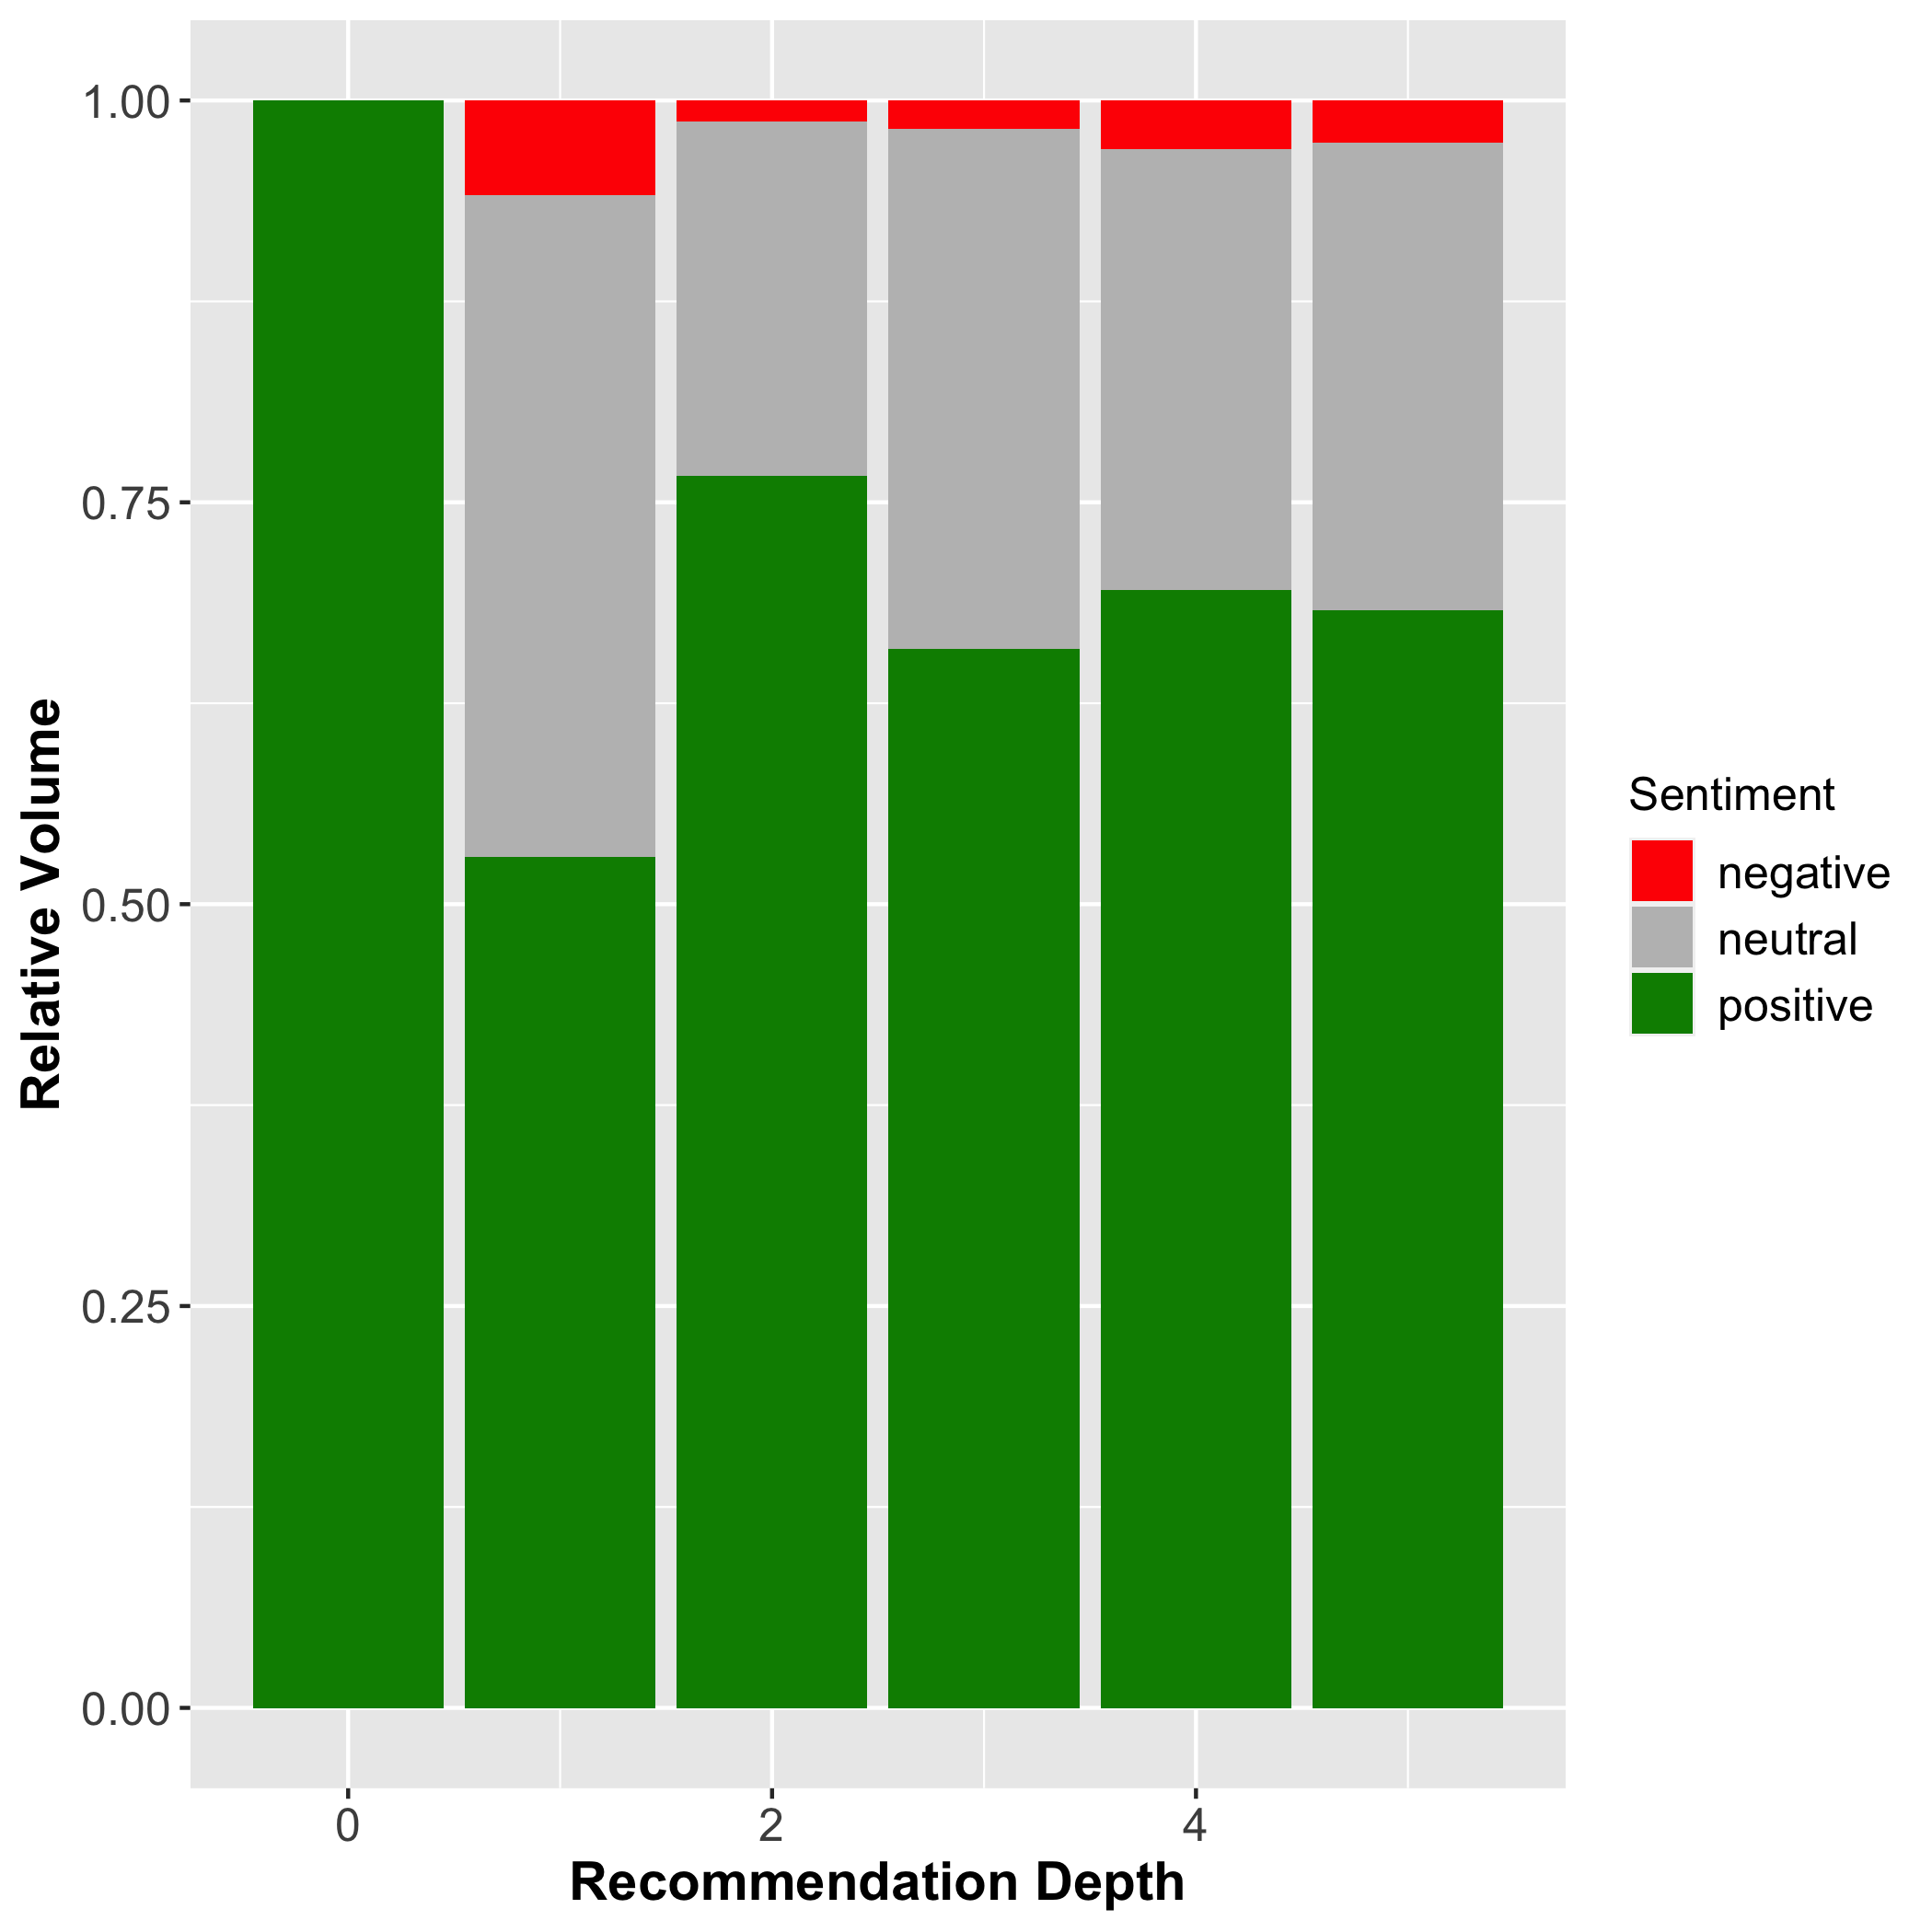 Relative Volume
1.00
0.75
0.50
0.25
0.00
0 2 4
Recommendation Depth
Sentiment
negative
neutral
positive